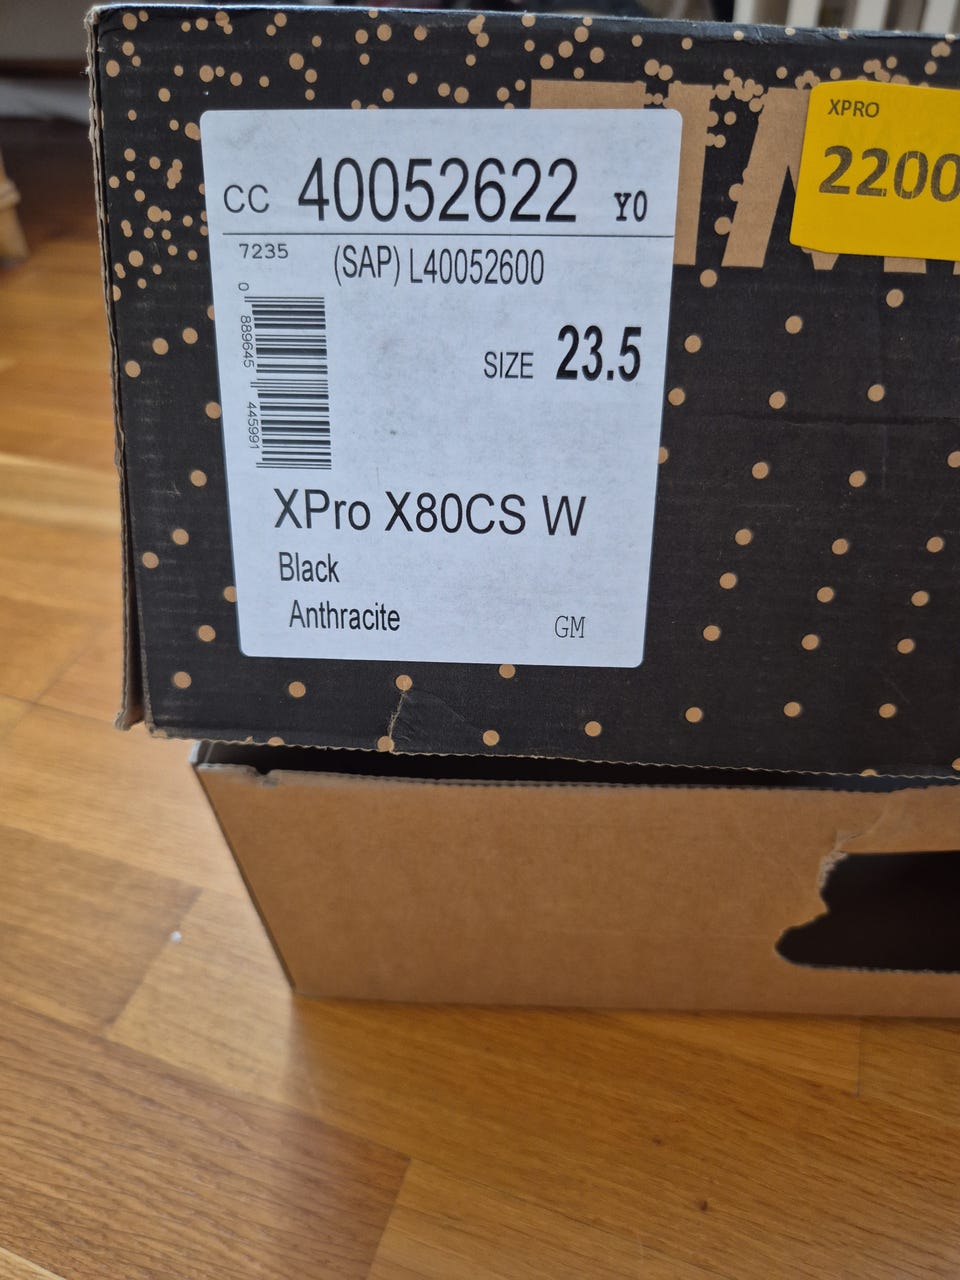 CC 40052622 Y0
7235 (SAP) L40052600
0 889645 445991
SIZE 23.5
XPro X80CS W
Black
Anthracite GM
XPRO
2200